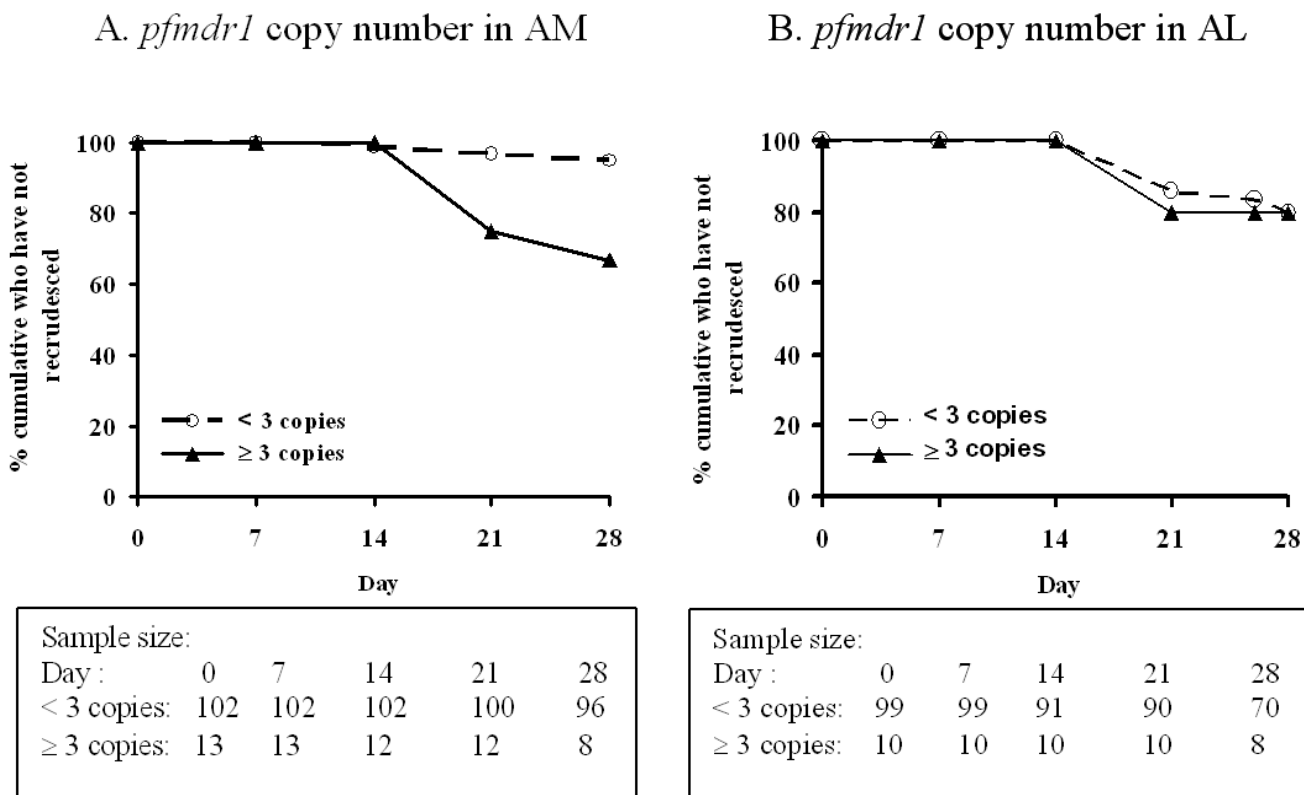 A. pfmdr1 copy number in AM
% cumulative who have not
recrudesced
100
80
60
40
20
0
< 3 copies
≥ 3 copies
0 7 14 21 28
Day
Sample size:
Day : 0 7 14 21 28
< 3 copies: 102 102 102 100 96
≥ 3 copies: 13 13 12 12 8
B. pfmdr1 copy number in AL
% cumulative who have not
recrudesced
100
80
60
40
20
0
< 3 copies
≥ 3 copies
0 7 14 21 28
Day
Sample size:
Day : 0 7 14 21 28
< 3 copies: 99 99 91 90 70
≥ 3 copies: 10 10 10 10 8